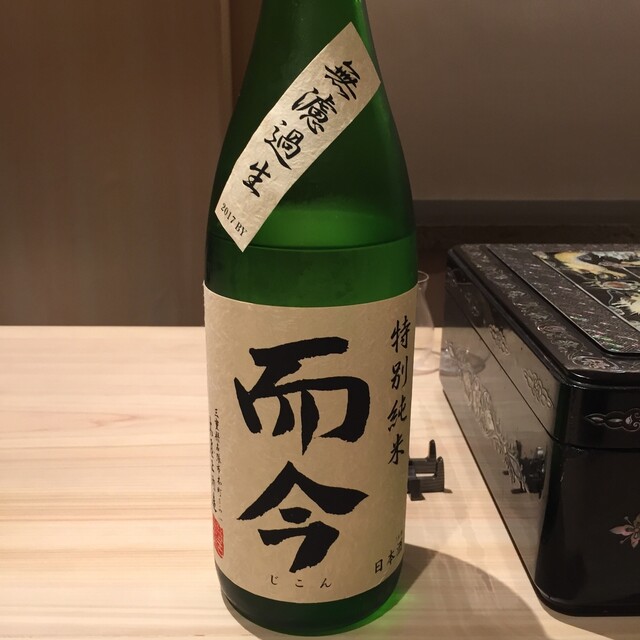 無濾過生
2017 BY
特別純米
而今
じこん
日本酒